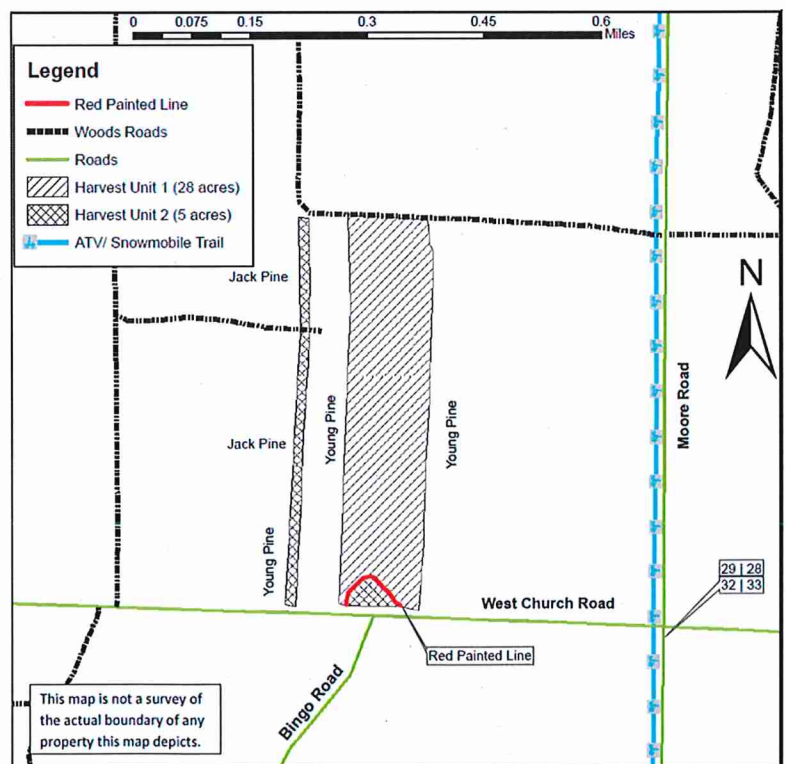 0 0.075 0.15 0.3 0.45 0.6
Miles
Legend
Red Painted Line
Woods Roads
Roads
Harvest Unit 1 (28 acres)
Harvest Unit 2 (5 acres)
ATV/ Snowmobile Trail
Jack Pine
N
Moore Road
Young Pine
Young Pine
Jack Pine
Young Pine
29 | 28
32 | 33
West Church Road
Red Painted Line
Bingo Road
This map is not a survey of
the actual boundary of any
property this map depicts.